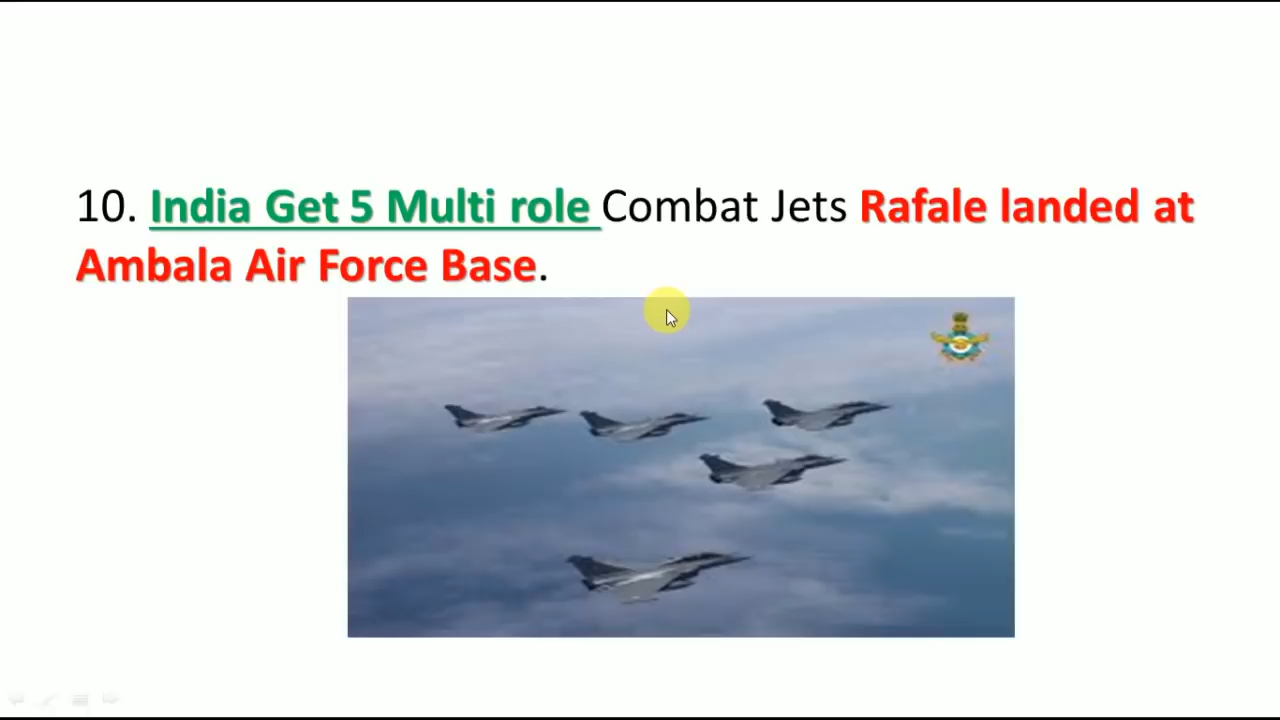 10. India Get 5 Multi role Combat Jets Rafale landed at
Ambala Air Force Base.